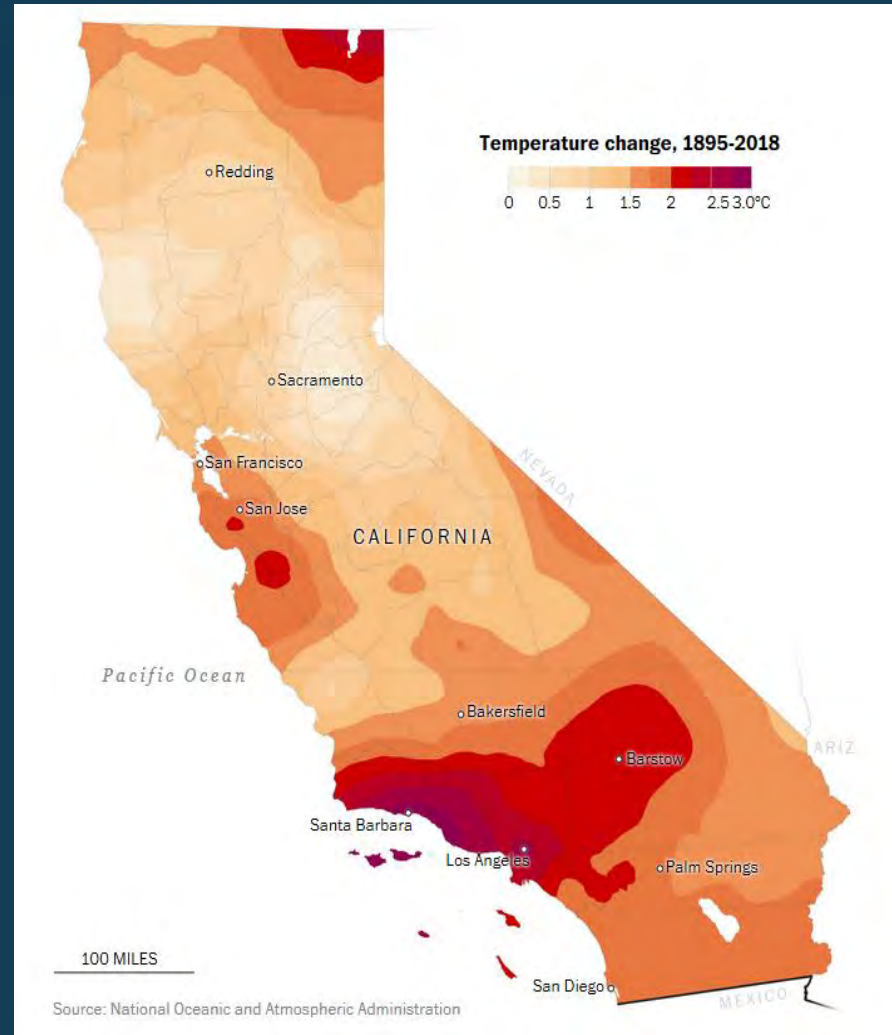 Temperature change, 1895-2018
0 0.5 1 1.5 2 2.5 3.0°C
Redding
Sacramento
San Francisco
NEVADA
San Jose
CALIFORNIA
Pacific Ocean
Bakersfield
ARIZ.
Barstow
Santa Barbara
Los Angeles
Palm Springs
100 MILES
San Diego
MEXICO
Source: National Oceanic and Atmospheric Administration